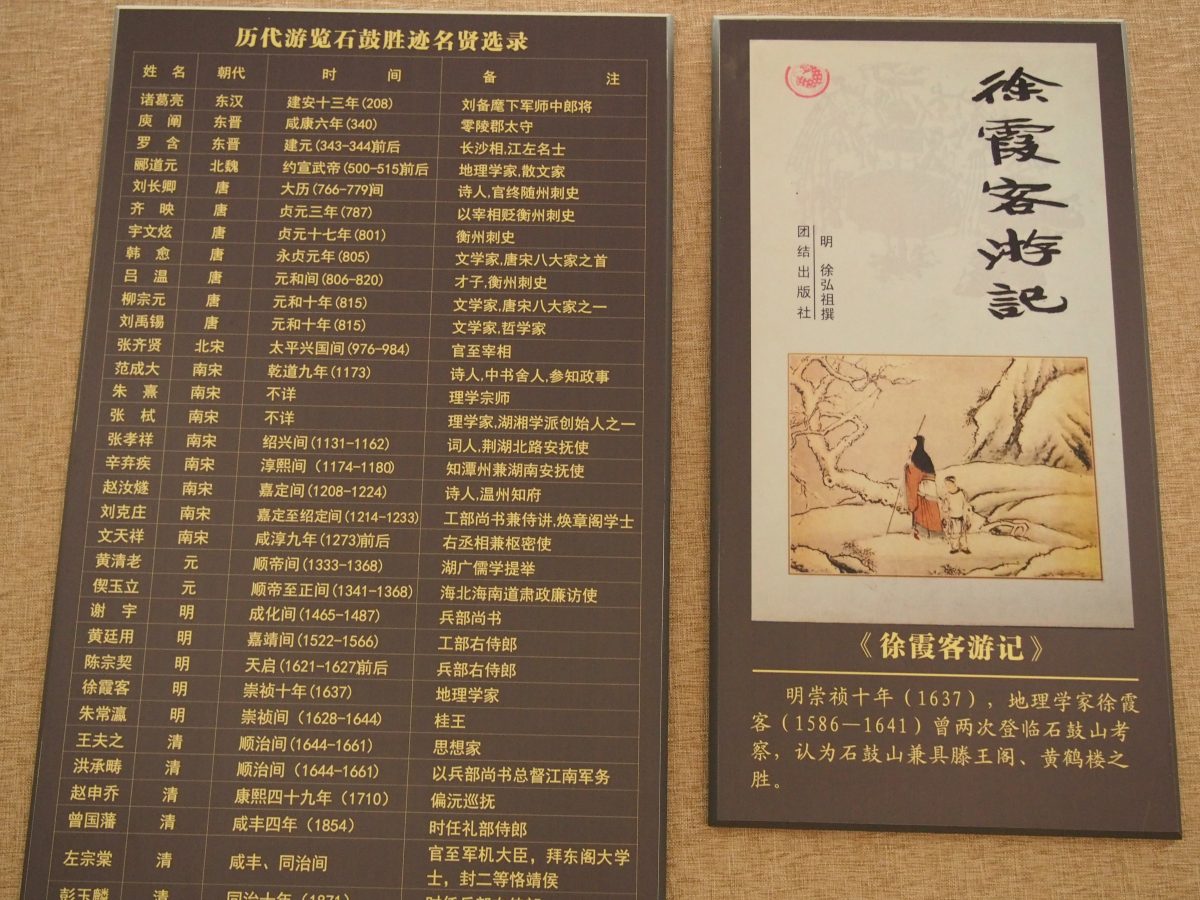 历代游览石鼓胜迹名贤选录
姓 名 朝代 时 间 备 注
诸葛亮 东汉 建安十三年(208) 刘备麾下军师中郎将
庾 阐 东晋 咸康六年(340) 零陵郡太守
罗 含 东晋 建元(343-344)前后 长沙相,江左名士
郦道元 北魏 约宣武帝(500-515)前后 地理学家,散文家
刘长卿 唐 大历(766-779)间 诗人,官终随州刺史
齐 映 唐 贞元三年(787) 以宰相贬衡州刺史
宇文炫 唐 贞元十七年(801) 衡州刺史
韩 愈 唐 永贞元年(805) 文学家,唐宋八大家之首
吕 温 唐 元和间(806-820) 才子,衡州刺史
柳宗元 唐 元和十年(815) 文学家,唐宋八大家之一
刘禹锡 唐 元和十年(815) 文学家,哲学家
张齐贤 北宋 太平兴国间(976-984) 官至宰相
范成大 南宋 乾道九年(1173) 诗人,中书舍人,参知政事
朱 熹 南宋 不详 理学宗师
张 栻 南宋 不详 理学家,湖湘学派创始人之一
张孝祥 南宋 绍兴间(1131-1162) 词人,荆湖北路安抚使
辛弃疾 南宋 淳熙间（1174-1180） 知潭州兼湖南安抚使
赵汝燧 南宋 嘉定间(1208-1224) 诗人,温州知府
刘克庄 南宋 嘉定至绍定间(1214-1233) 工部尚书兼侍讲,焕章阁学士
文天祥 南宋 咸淳九年(1273)前后 右丞相兼枢密使
黄清老 元 顺帝间(1333-1368) 湖广儒学提举
偰玉立 元 顺帝至正间(1341-1368) 海北海南道肃政廉访使
谢 宇 明 成化间(1465-1487) 兵部尚书
黄廷用 明 嘉靖间(1522-1566) 工部右侍郎
陈宗契 明 天启(1621-1627)前后 兵部右侍郎
徐霞客 明 崇祯十年(1637) 地理学家
朱常瀛 明 崇祯间（1628-1644） 桂王
王夫之 清 顺治间(1644-1661) 思想家
洪承畴 清 顺治间（1644-1661） 以兵部尚书总督江南军务
赵申乔 清 康熙四十九年（1710） 偏沅巡抚
曾国藩 清 咸丰四年（1854） 时任礼部侍郎
左宗棠 清 咸丰、同治间 官至军机大臣，拜东阁大学
士，封二等恪靖侯
彭玉麟 清 同治十年（1871）
徐霞客游記
明 徐弘祖撰
团结出版社
《徐霞客游记》
明崇祯十年（1637），地理学家徐霞
客（1586—1641）曾两次登临石鼓山考
察，认为石鼓山兼具滕王阁、黄鹤楼之
胜。